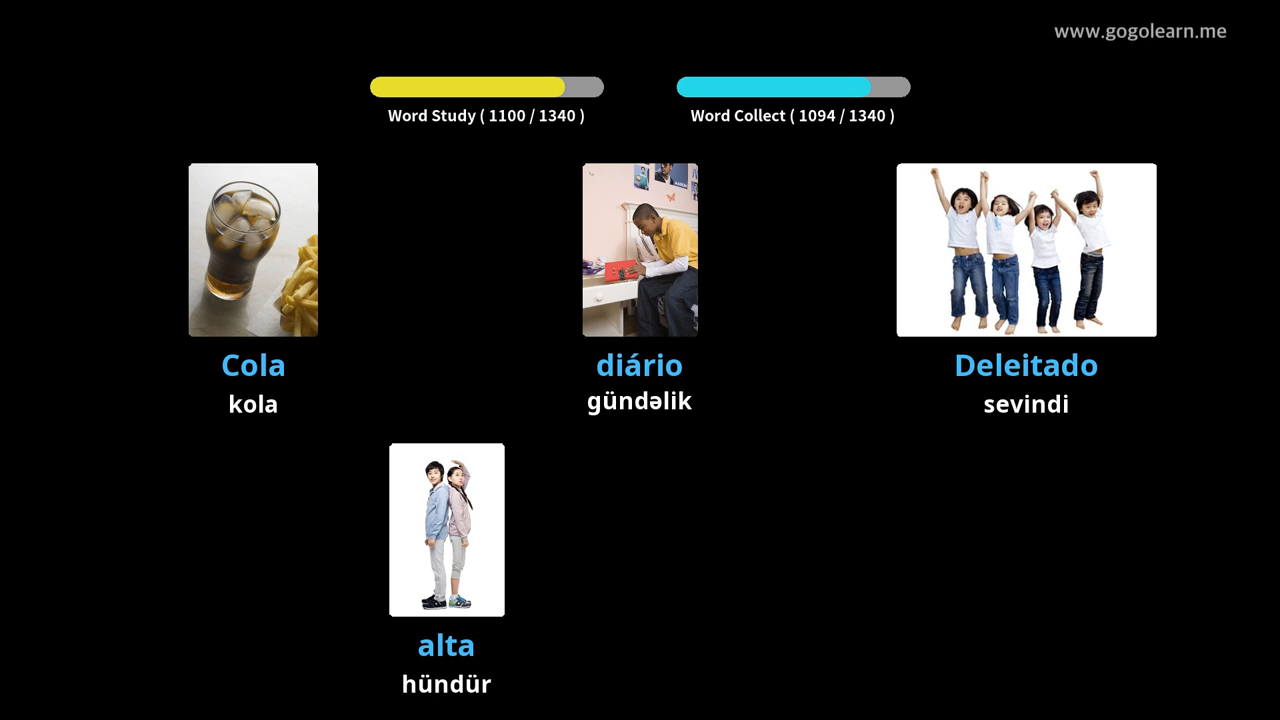 www.gogolearn.me
Word Study ( 1100 / 1340 )
Word Collect ( 1094 / 1340 )
Cola
kola
diário
gündəlik
Deleitado
sevindi
alta
hündür